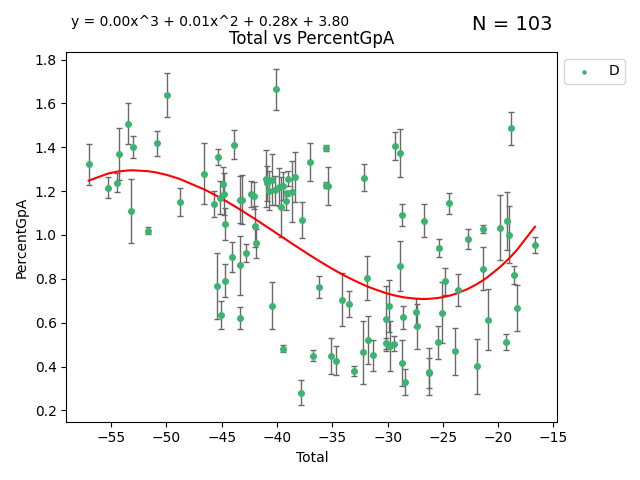 y = 0.00x^3 + 0.01x^2 + 0.28x + 3.80
N = 103
Total vs PercentGpA
D
PercentGpA
1.8
1.6
1.4
1.2
1.0
0.8
0.6
0.4
0.2
−55 −50 −45 −40 −35 −30 −25 −20 −15
Total